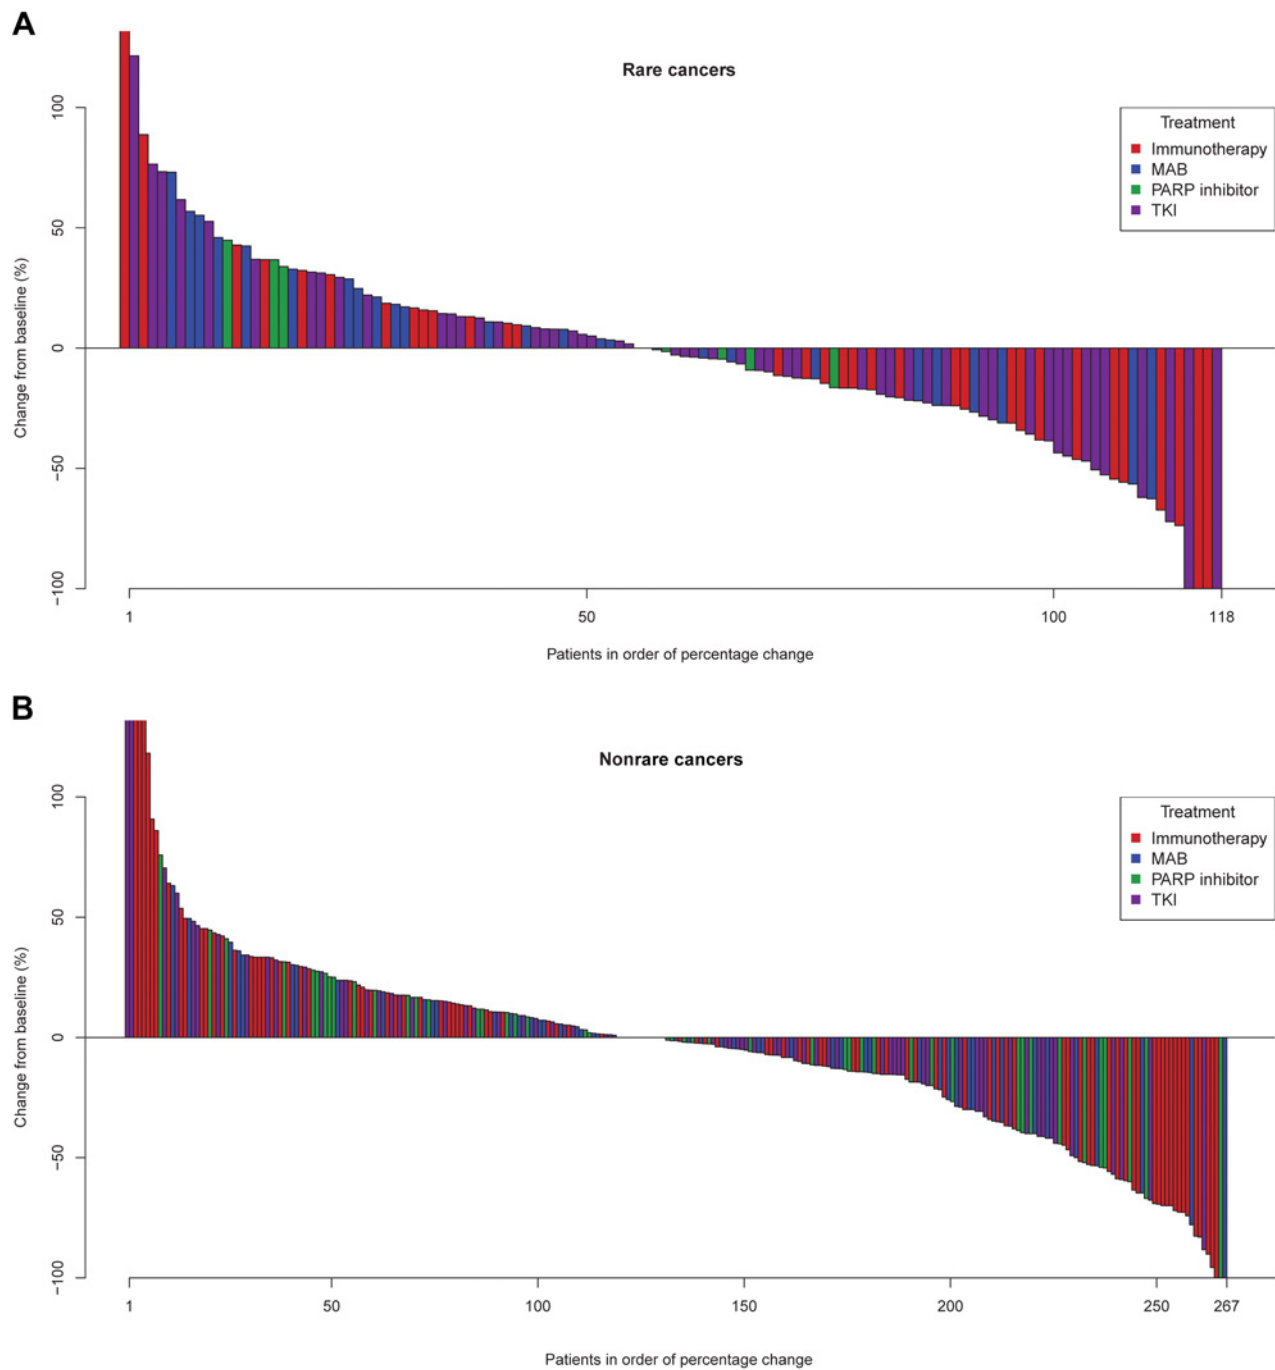 A
Rare cancers
Treatment
Immunotherapy
MAB
PARP inhibitor
TKI
Change from baseline (%)
100
50
0
−50
−100
1
50
100
118
Patients in order of percentage change
B
Nonrare cancers
Treatment
Immunotherapy
MAB
PARP inhibitor
TKI
Change from baseline (%)
100
50
0
−50
−100
1
50
100
150
200
250
267
Patients in order of percentage change